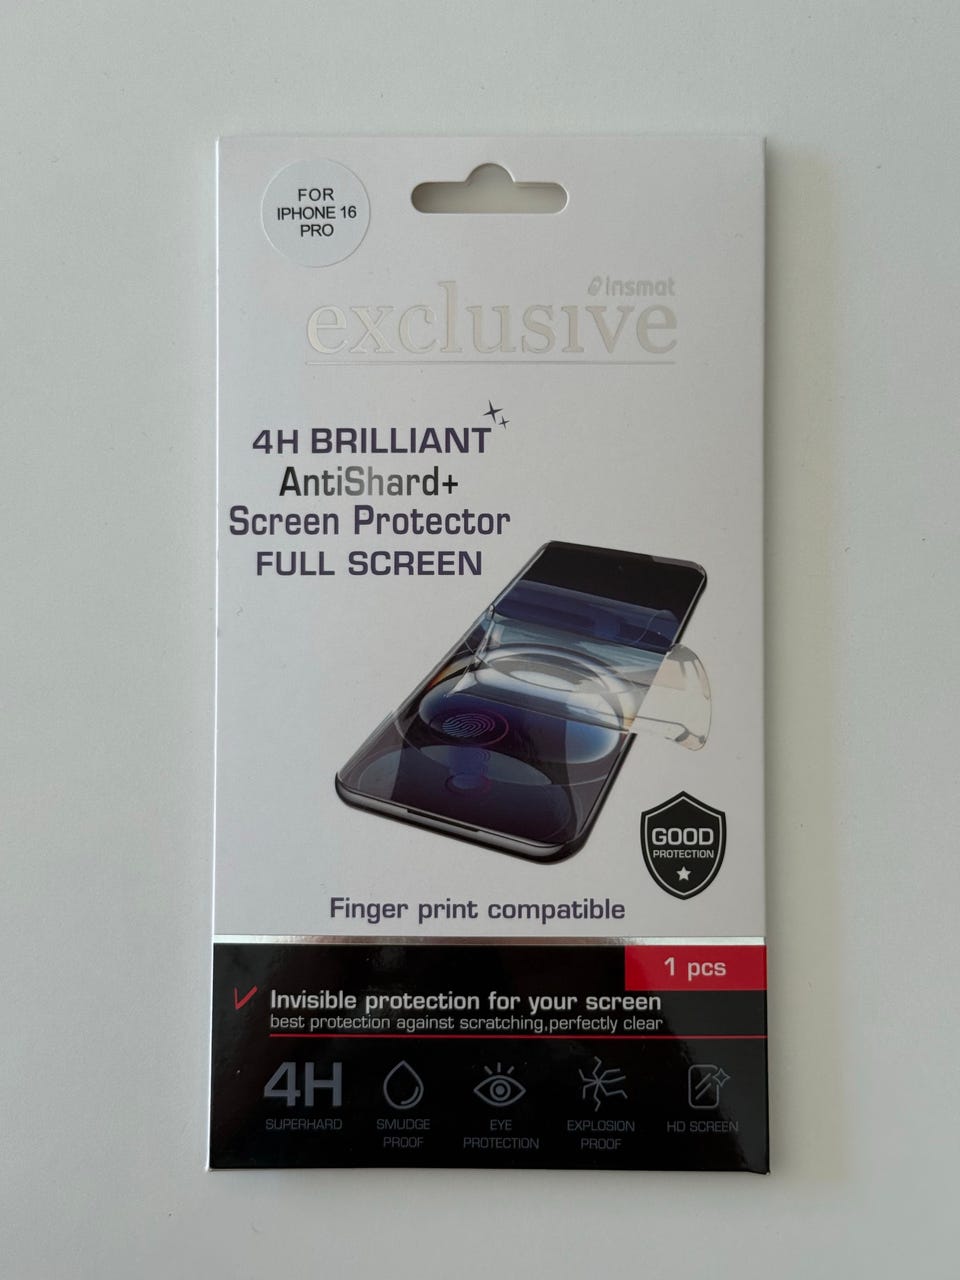 FOR
IPHONE 16
PRO
insmat
exclusive
4H BRILLIANT
AntiShard+
Screen Protector
FULL SCREEN
GOOD
PROTECTION
Finger print compatible
1 pcs
Invisible protection for your screen
best protection against scratching,perfectly clear
4H
SUPERHARD
SMUDGE
PROOF
EYE
PROTECTION
EXPLOSION
PROOF
HD SCREEN